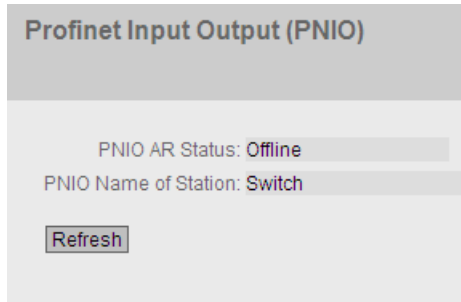 Profinet Input Output (PNIO)
PNIO AR Status: Offline
PNIO Name of Station: Switch
Refresh